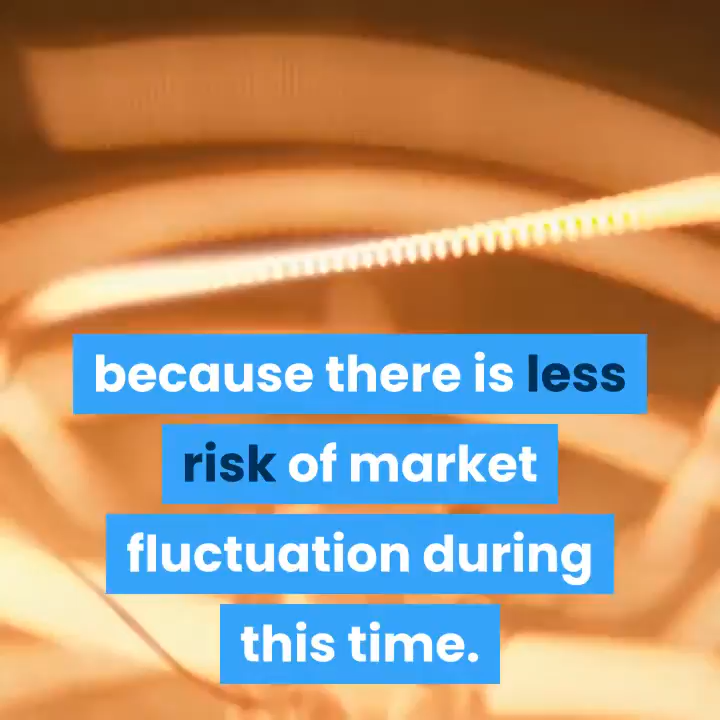 because there is less
risk of market
fluctuation during
this time.